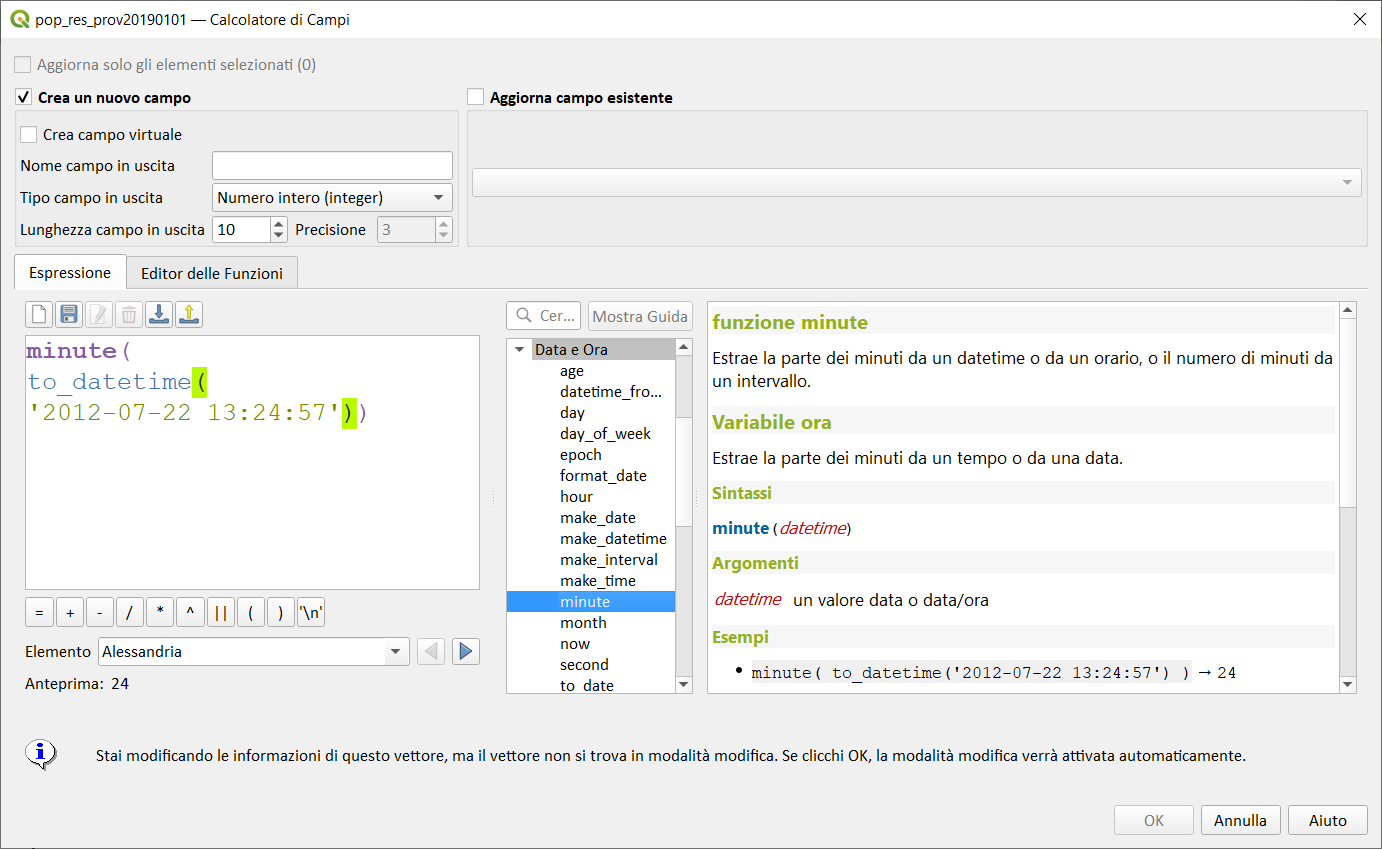 pop_res_prov20190101 — Calcolatore di Campi
Aggiorna solo gli elementi selezionati (0)
Crea un nuovo campo
Aggiorna campo esistente
Crea campo virtuale
Nome campo in uscita
Tipo campo in uscita
Numero intero (integer)
Lunghezza campo in uscita
10
Precisione
3
Espressione
Editor delle Funzioni
minute(
to_datetime(
'2012-07-22 13:24:57'))
= + - / * ^ || ( ) '\n'
Elemento
Alessandria
Anteprima: 24
Cer...
Mostra Guida
Data e Ora
age
datetime_fro...
day
day_of_week
epoch
format_date
hour
make_date
make_datetime
make_interval
make_time
minute
month
now
second
to_date
funzione minute
Estrae la parte dei minuti da un datetime o da un orario, o il numero di minuti da
un intervallo.
Variabile ora
Estrae la parte dei minuti da un tempo o da una data.
Sintassi
minute(datetime)
Argomenti
datetime un valore data o data/ora
Esempi
• minute( to_datetime('2012-07-22 13:24:57') ) → 24
Stai modificando le informazioni di questo vettore, ma il vettore non si trova in modalità modifica. Se clicchi OK, la modalità modifica verrà attivata automaticamente.
OK
Annulla
Aiuto